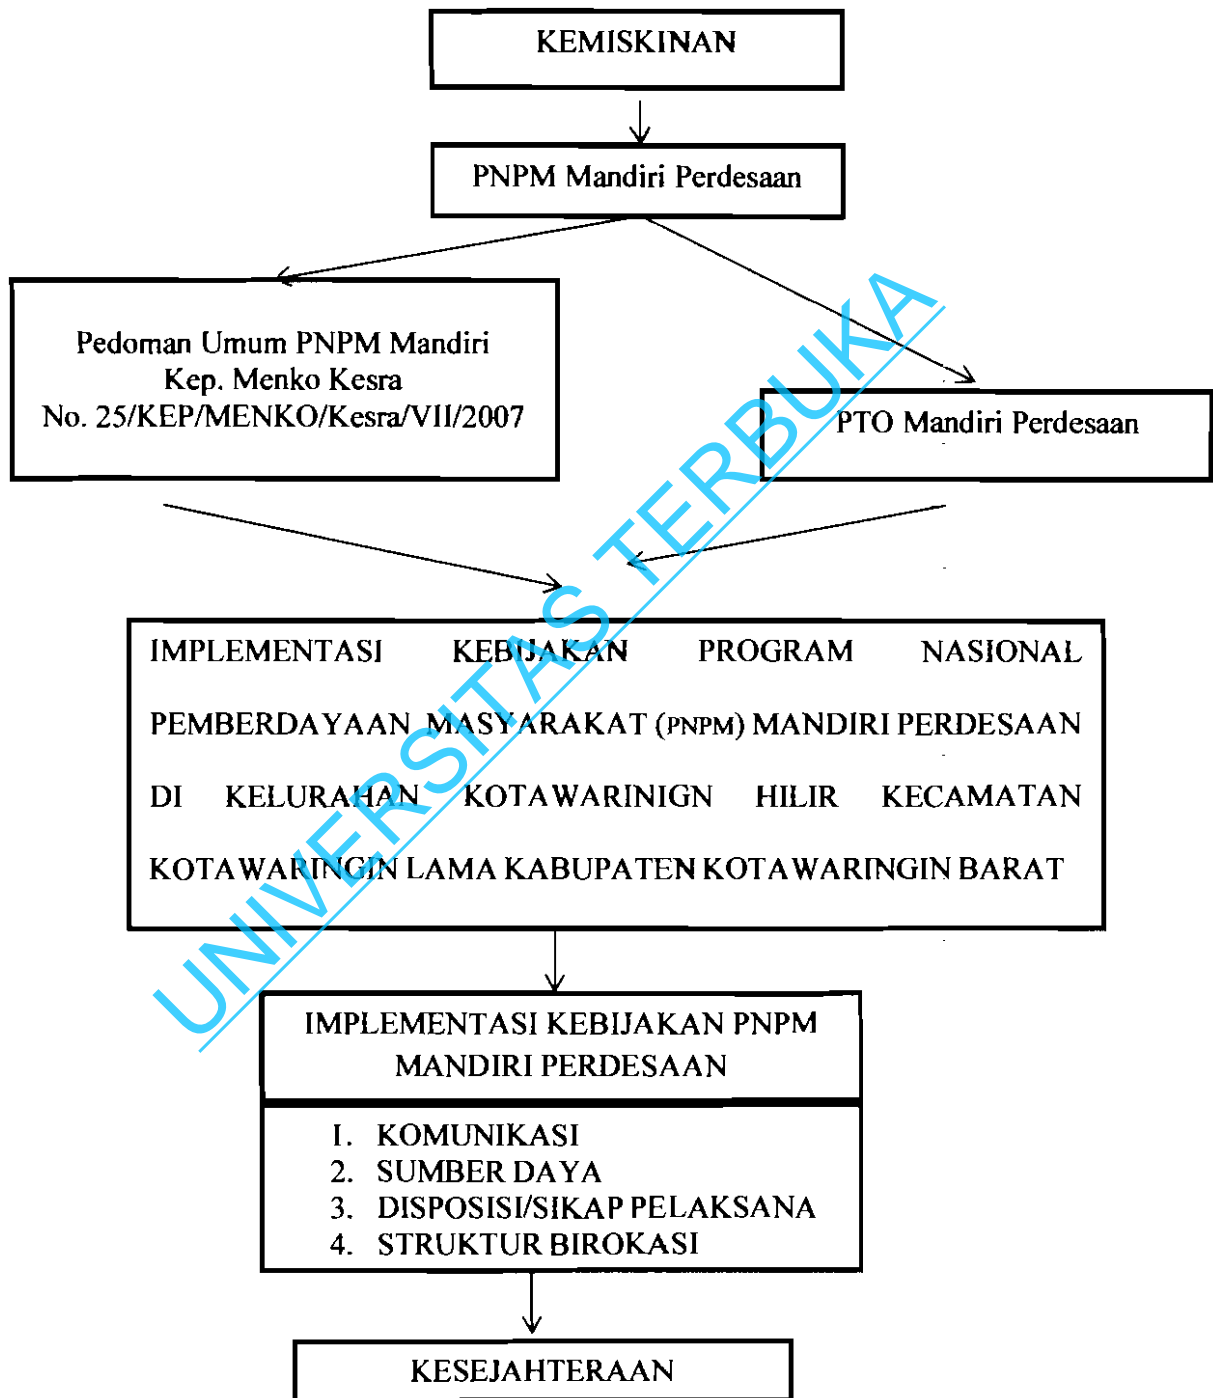 KEMISKINAN
PNPM Mandiri Perdesaan
Pedoman Umum PNPM Mandiri
Kep. Menko Kesra
No. 25/KEP/MENKO/Kesra/VII/2007
PTO Mandiri Perdesaan
IMPLEMENTASI KEBIJAKAN PROGRAM NASIONAL
PEMBERDAYAAN MASYARAKAT (PNPM) MANDIRI PERDESAAN
DI KELURAHAN KOTAWARINIGN HILIR KECAMATAN
KOTAWARINGIN LAMA KABUPATEN KOTAWARINGIN BARAT
IMPLEMENTASI KEBIJAKAN PNPM
MANDIRI PERDESAAN
1. KOMUNIKASI
2. SUMBER DAYA
3. DISPOSISI/SIKAP PELAKSANA
4. STRUKTUR BIROKASI
KESEJAHTERAAN
UNIVERSITAS TERBUKA